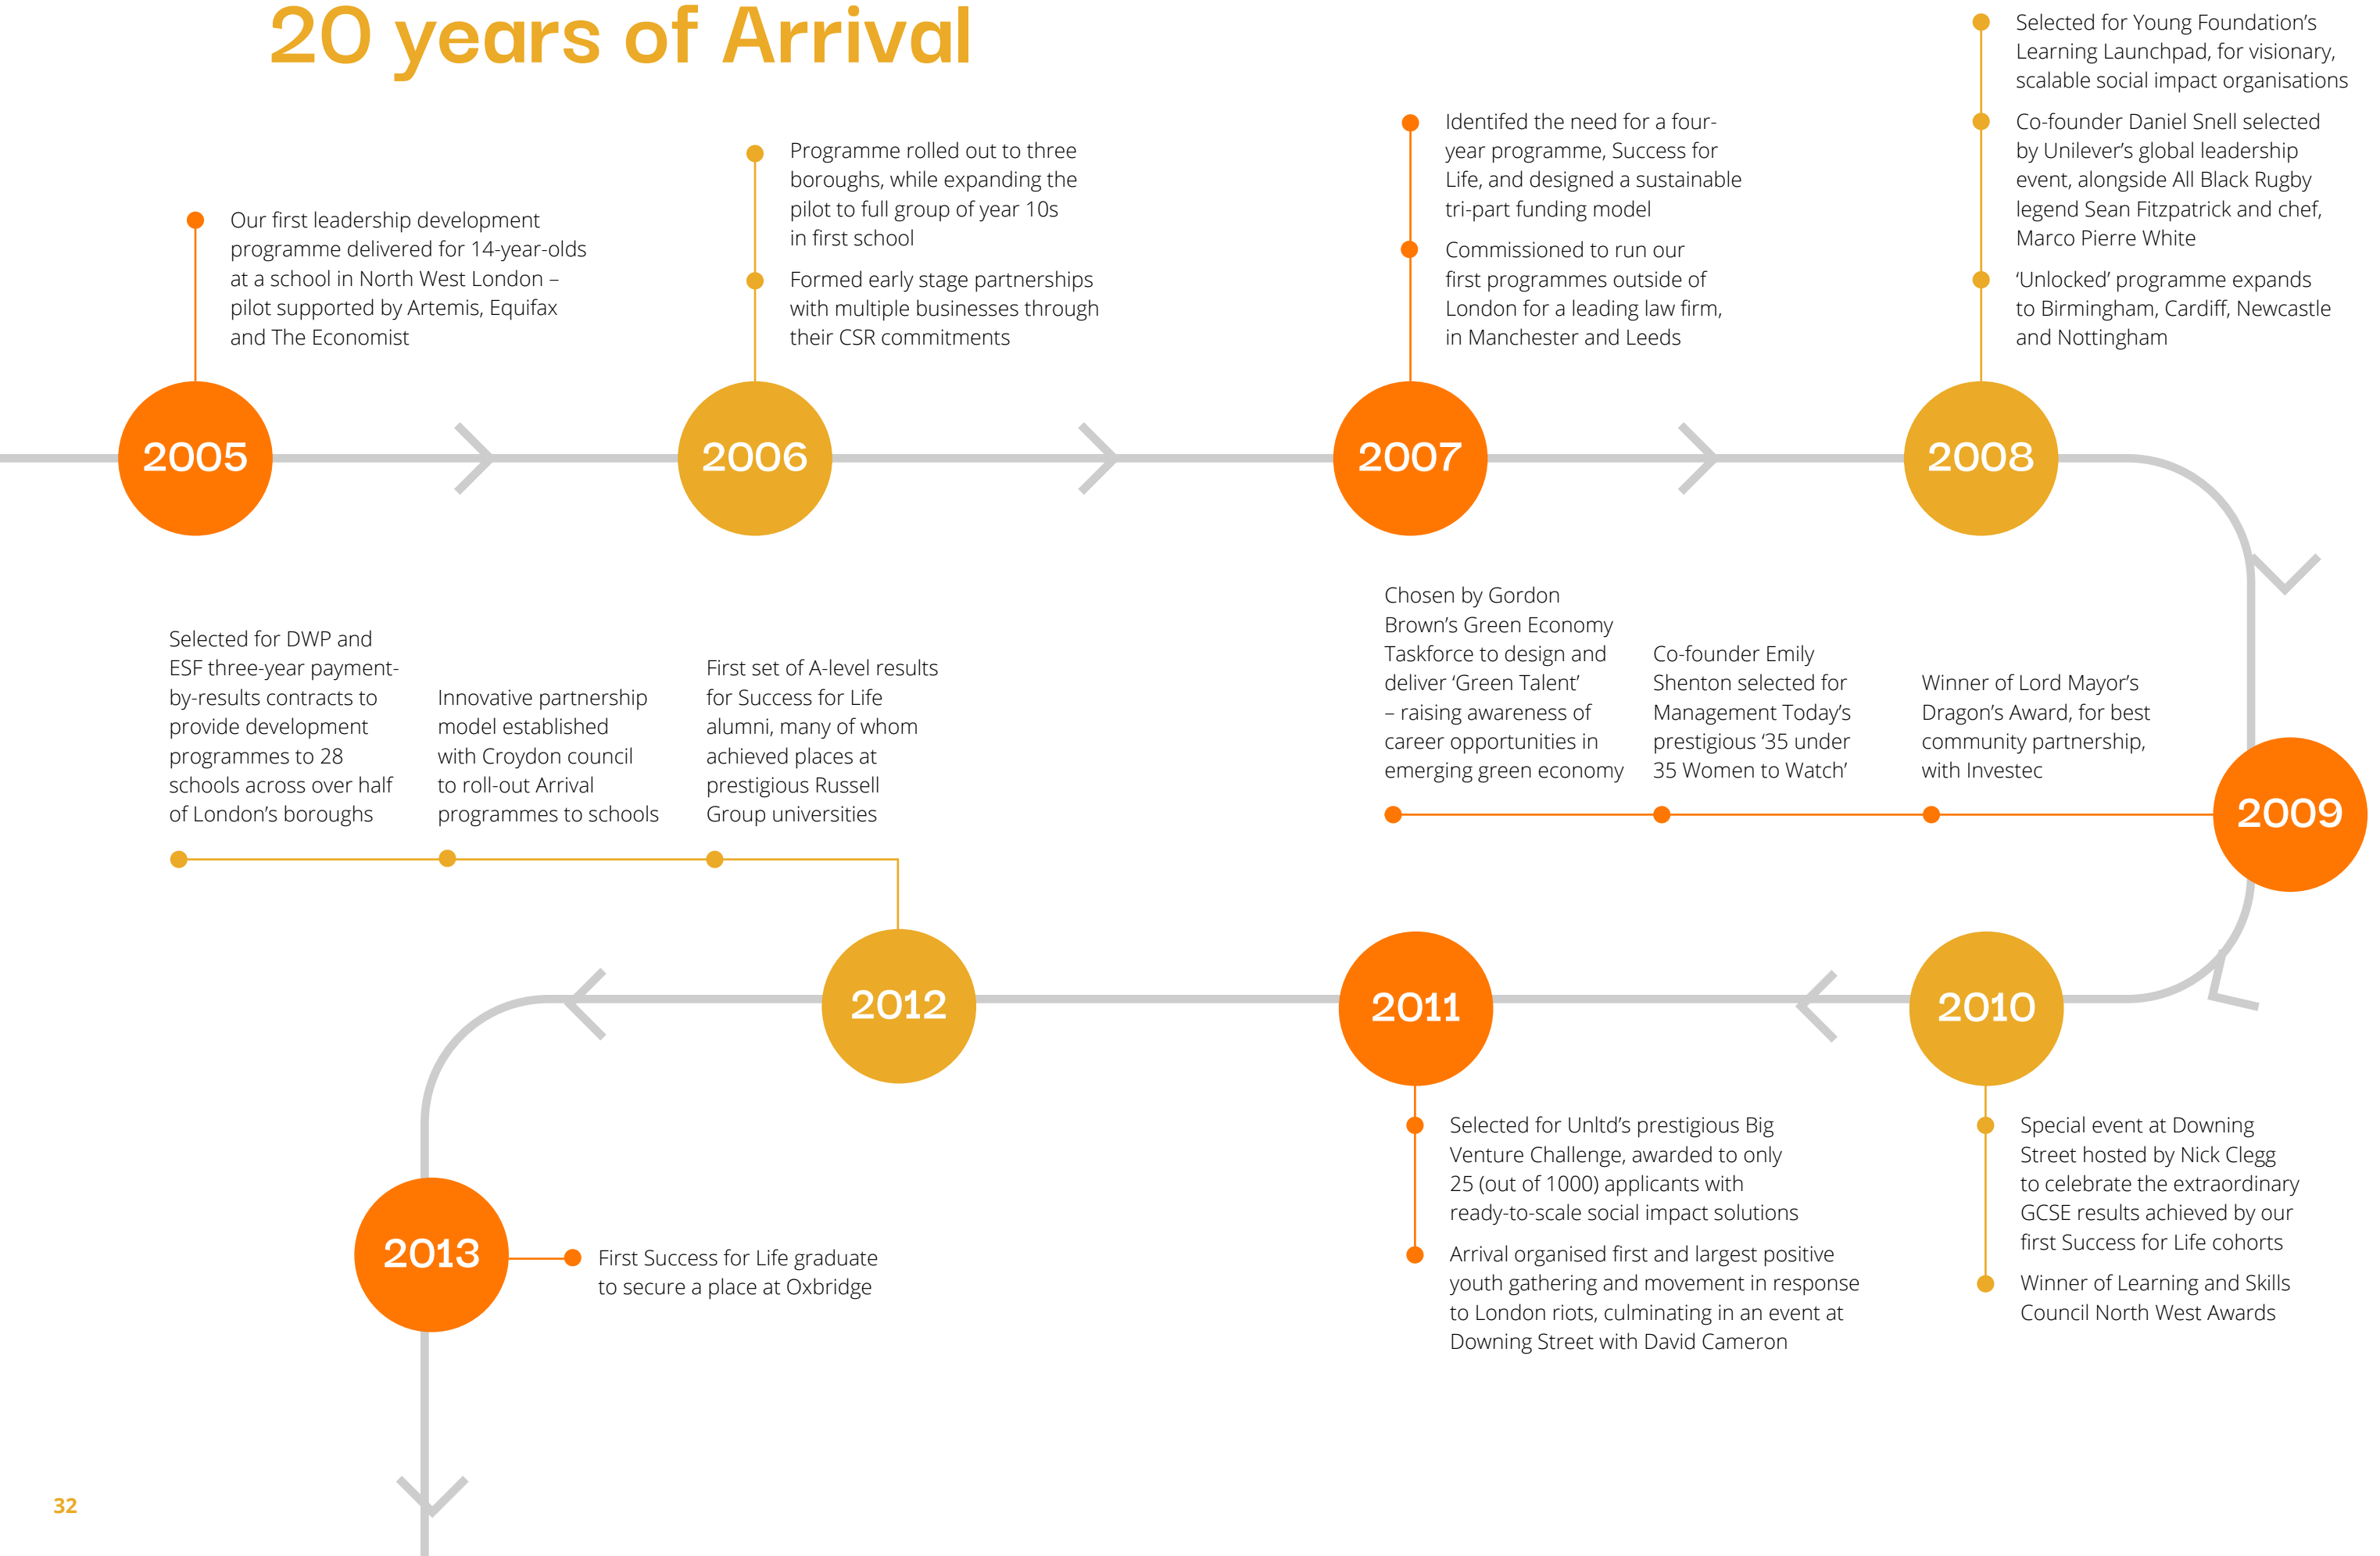 20 years of Arrival
Our first leadership development
programme delivered for 14-year-olds
at a school in North West London –
pilot supported by Artemis, Equifax
and The Economist
2005
Programme rolled out to three
boroughs, while expanding the
pilot to full group of year 10s
in first school
Formed early stage partnerships
with multiple businesses through
their CSR commitments
2006
Identifed the need for a four-
year programme, Success for
Life, and designed a sustainable
tri-part funding model
Commissioned to run our
first programmes outside of
London for a leading law firm,
in Manchester and Leeds
2007
Selected for Young Foundation’s
Learning Launchpad, for visionary,
scalable social impact organisations
Co-founder Daniel Snell selected
by Unilever’s global leadership
event, alongside All Black Rugby
legend Sean Fitzpatrick and chef,
Marco Pierre White
‘Unlocked’ programme expands
to Birmingham, Cardiff, Newcastle
and Nottingham
2008
Chosen by Gordon
Brown’s Green Economy
Taskforce to design and
deliver ‘Green Talent’
– raising awareness of
career opportunities in
emerging green economy
Co-founder Emily
Shenton selected for
Management Today’s
prestigious ‘35 under
35 Women to Watch’
Winner of Lord Mayor’s
Dragon’s Award, for best
community partnership,
with Investec
2009
2010
Special event at Downing
Street hosted by Nick Clegg
to celebrate the extraordinary
GCSE results achieved by our
first Success for Life cohorts
Winner of Learning and Skills
Council North West Awards
2011
Selected for Unltd’s prestigious Big
Venture Challenge, awarded to only
25 (out of 1000) applicants with
ready-to-scale social impact solutions
Arrival organised first and largest positive
youth gathering and movement in response
to London riots, culminating in an event at
Downing Street with David Cameron
Selected for DWP and
ESF three-year payment-
by-results contracts to
provide development
programmes to 28
schools across over half
of London’s boroughs
Innovative partnership
model established
with Croydon council
to roll-out Arrival
programmes to schools
First set of A-level results
for Success for Life
alumni, many of whom
achieved places at
prestigious Russell
Group universities
2012
2013
First Success for Life graduate
to secure a place at Oxbridge
32